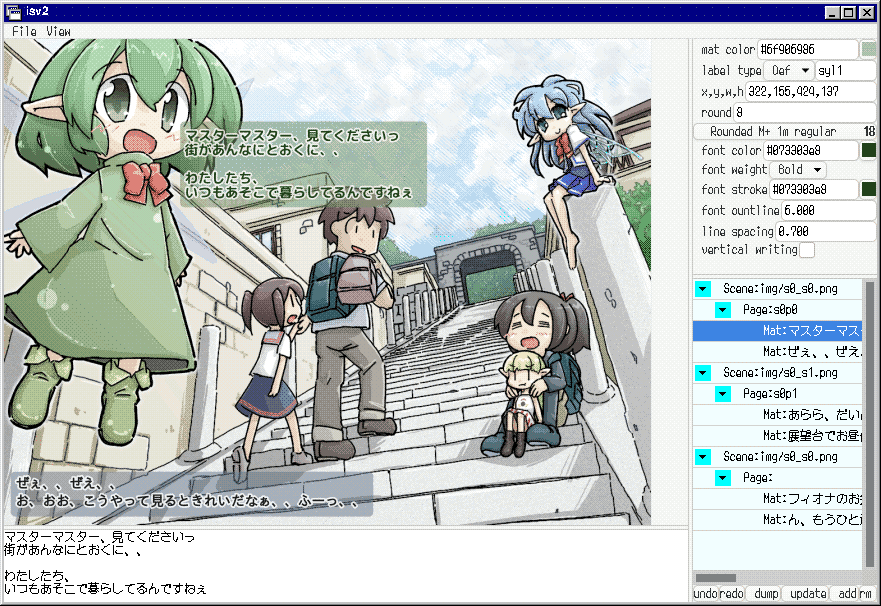 isv2
File View
マスターマスター、見てくださいっ
街があんなにとおくに、、
わたしたち、
いつもあそこで暮らしてるんですねぇ
ぜぇ、、ぜえ、、
お、おお、こうやって見るときれいだなぁ、、ふーっ、、
マスターマスター、見てくださいっ
街があんなにとおくに、、
わたしたち、
いつもあそこで暮らしてるんですねぇ
mat color #6f906986
label type Def syl1
x,y,w,h 322,155,424,137
round 8
Rounded M+ 1m regular 18
font color #073303e8
font weight Bold
font stroke #073303e8
font ountline 5.000
line spacing 0.700
vertical writing
Scene:img/s0_s0.png
Page:s0p0
Mat:マスターマス
Mat:ぜぇ、、ぜえ
Scene:img/s0_s1.png
Page:s0p1
Mat:あらら、だい
Mat:展望台でお昼
Scene:img/s0_s0.png
Page:
Mat:フィオナのお
Mat:ん、もうひと
undo redo dump update add rm